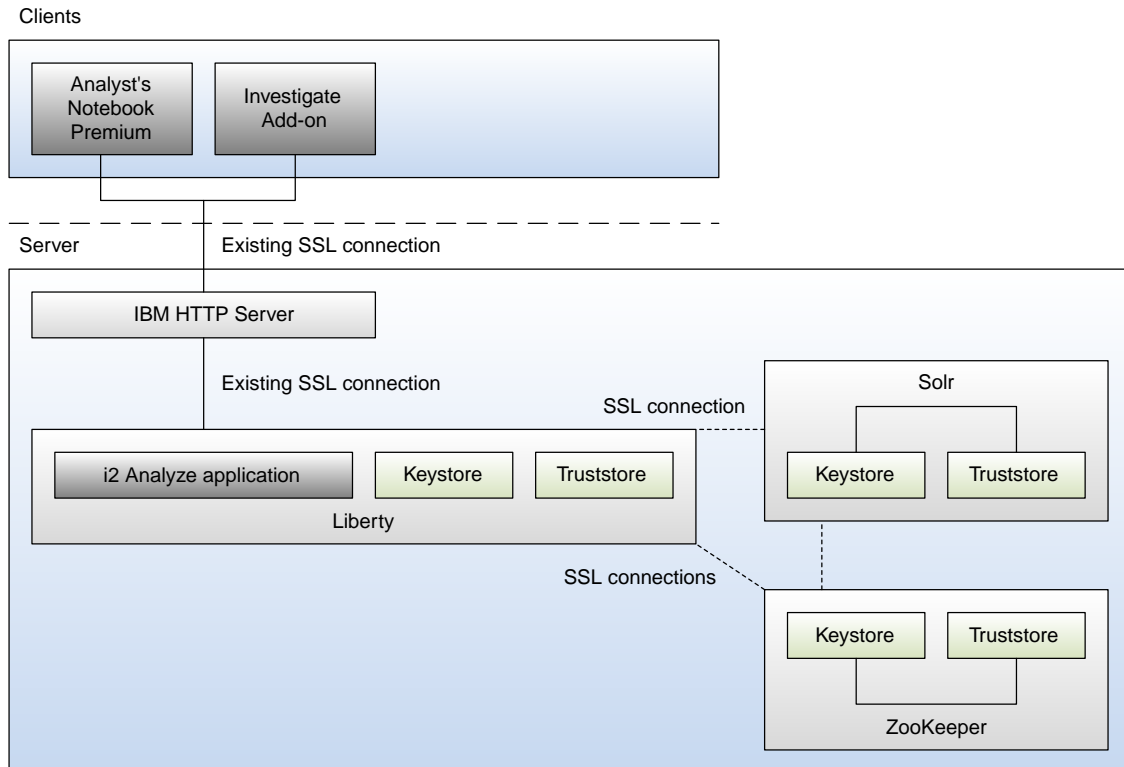 Clients
Analyst's
Notebook
Premium
Investigate
Add-on
Server
Existing SSL connection
IBM HTTP Server
Existing SSL connection
SSL connection
Solr
Keystore
Truststore
i2 Analyze application
Keystore
Truststore
Liberty
SSL connections
Keystore
Truststore
ZooKeeper